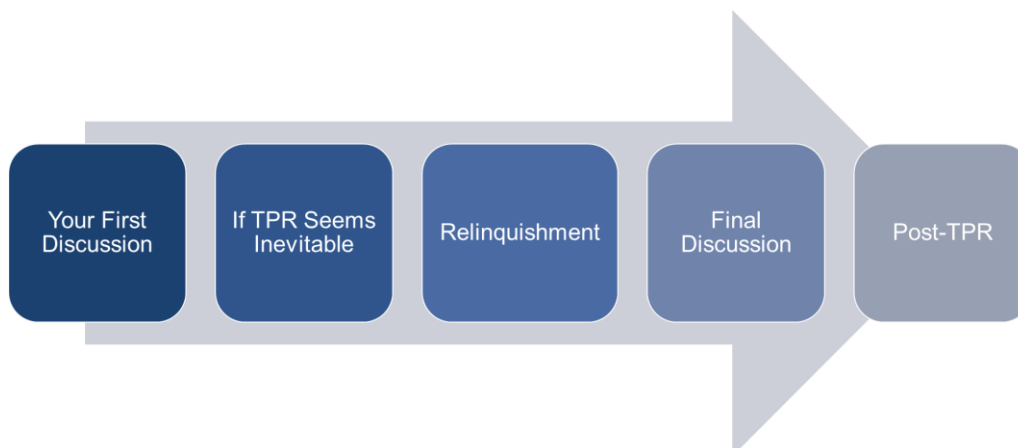 Your First
Discussion
If TPR Seems
Inevitable
Relinquishment
Final
Discussion
Post-TPR